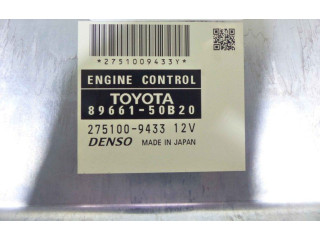 *2751009433Y*
ENGINE CONTROL
TOYOTA
89661-50B20
275100-9433 12V
DENSO MADE IN JAPAN